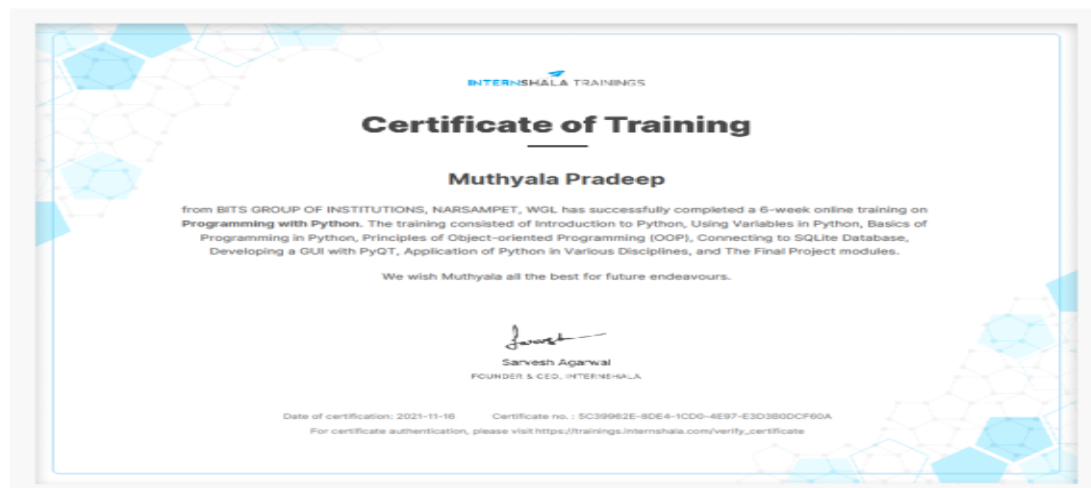 INTERNSHALA TRAININGS
Certificate of Training
Muthyala Pradeep
from BITS GROUP OF INSTITUTIONS, NARSAMPET, WGL has successfully completed a 6-week online training on
Programming with Python. The training consisted of Introduction to Python, Using Variables in Python, Basics of
Programming in Python, Principles of Object-oriented Programming (OOP), Connecting to SQLite Database,
Developing a GUI with PyQT, Application of Python in Various Disciplines, and The Final Project modules.
We wish Muthyala all the best for future endeavours.
Sarvesh Agarwal
FOUNDER & CEO, INTERNSHALA
Date of certification: 2021-11-16 Certificate no. :
For certificate authentication, please visit https://trainings.internshala.com/verify_certificate